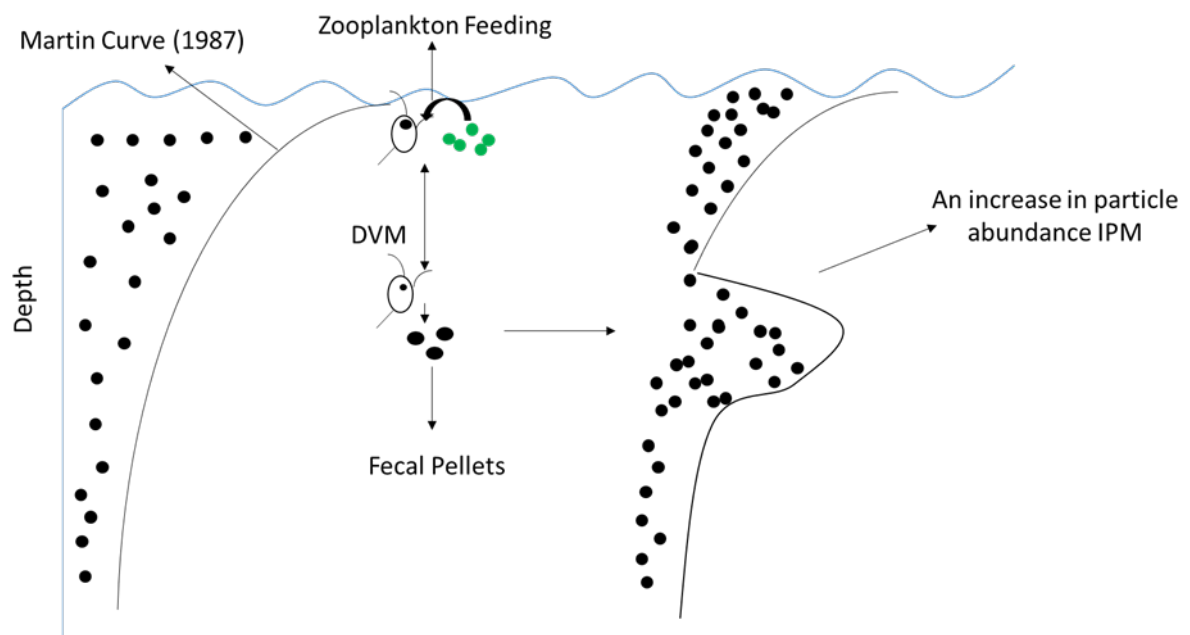 Zooplankton Feeding
Martin Curve (1987)
An increase in particle
abundance IPM
DVM
Depth
Fecal Pellets